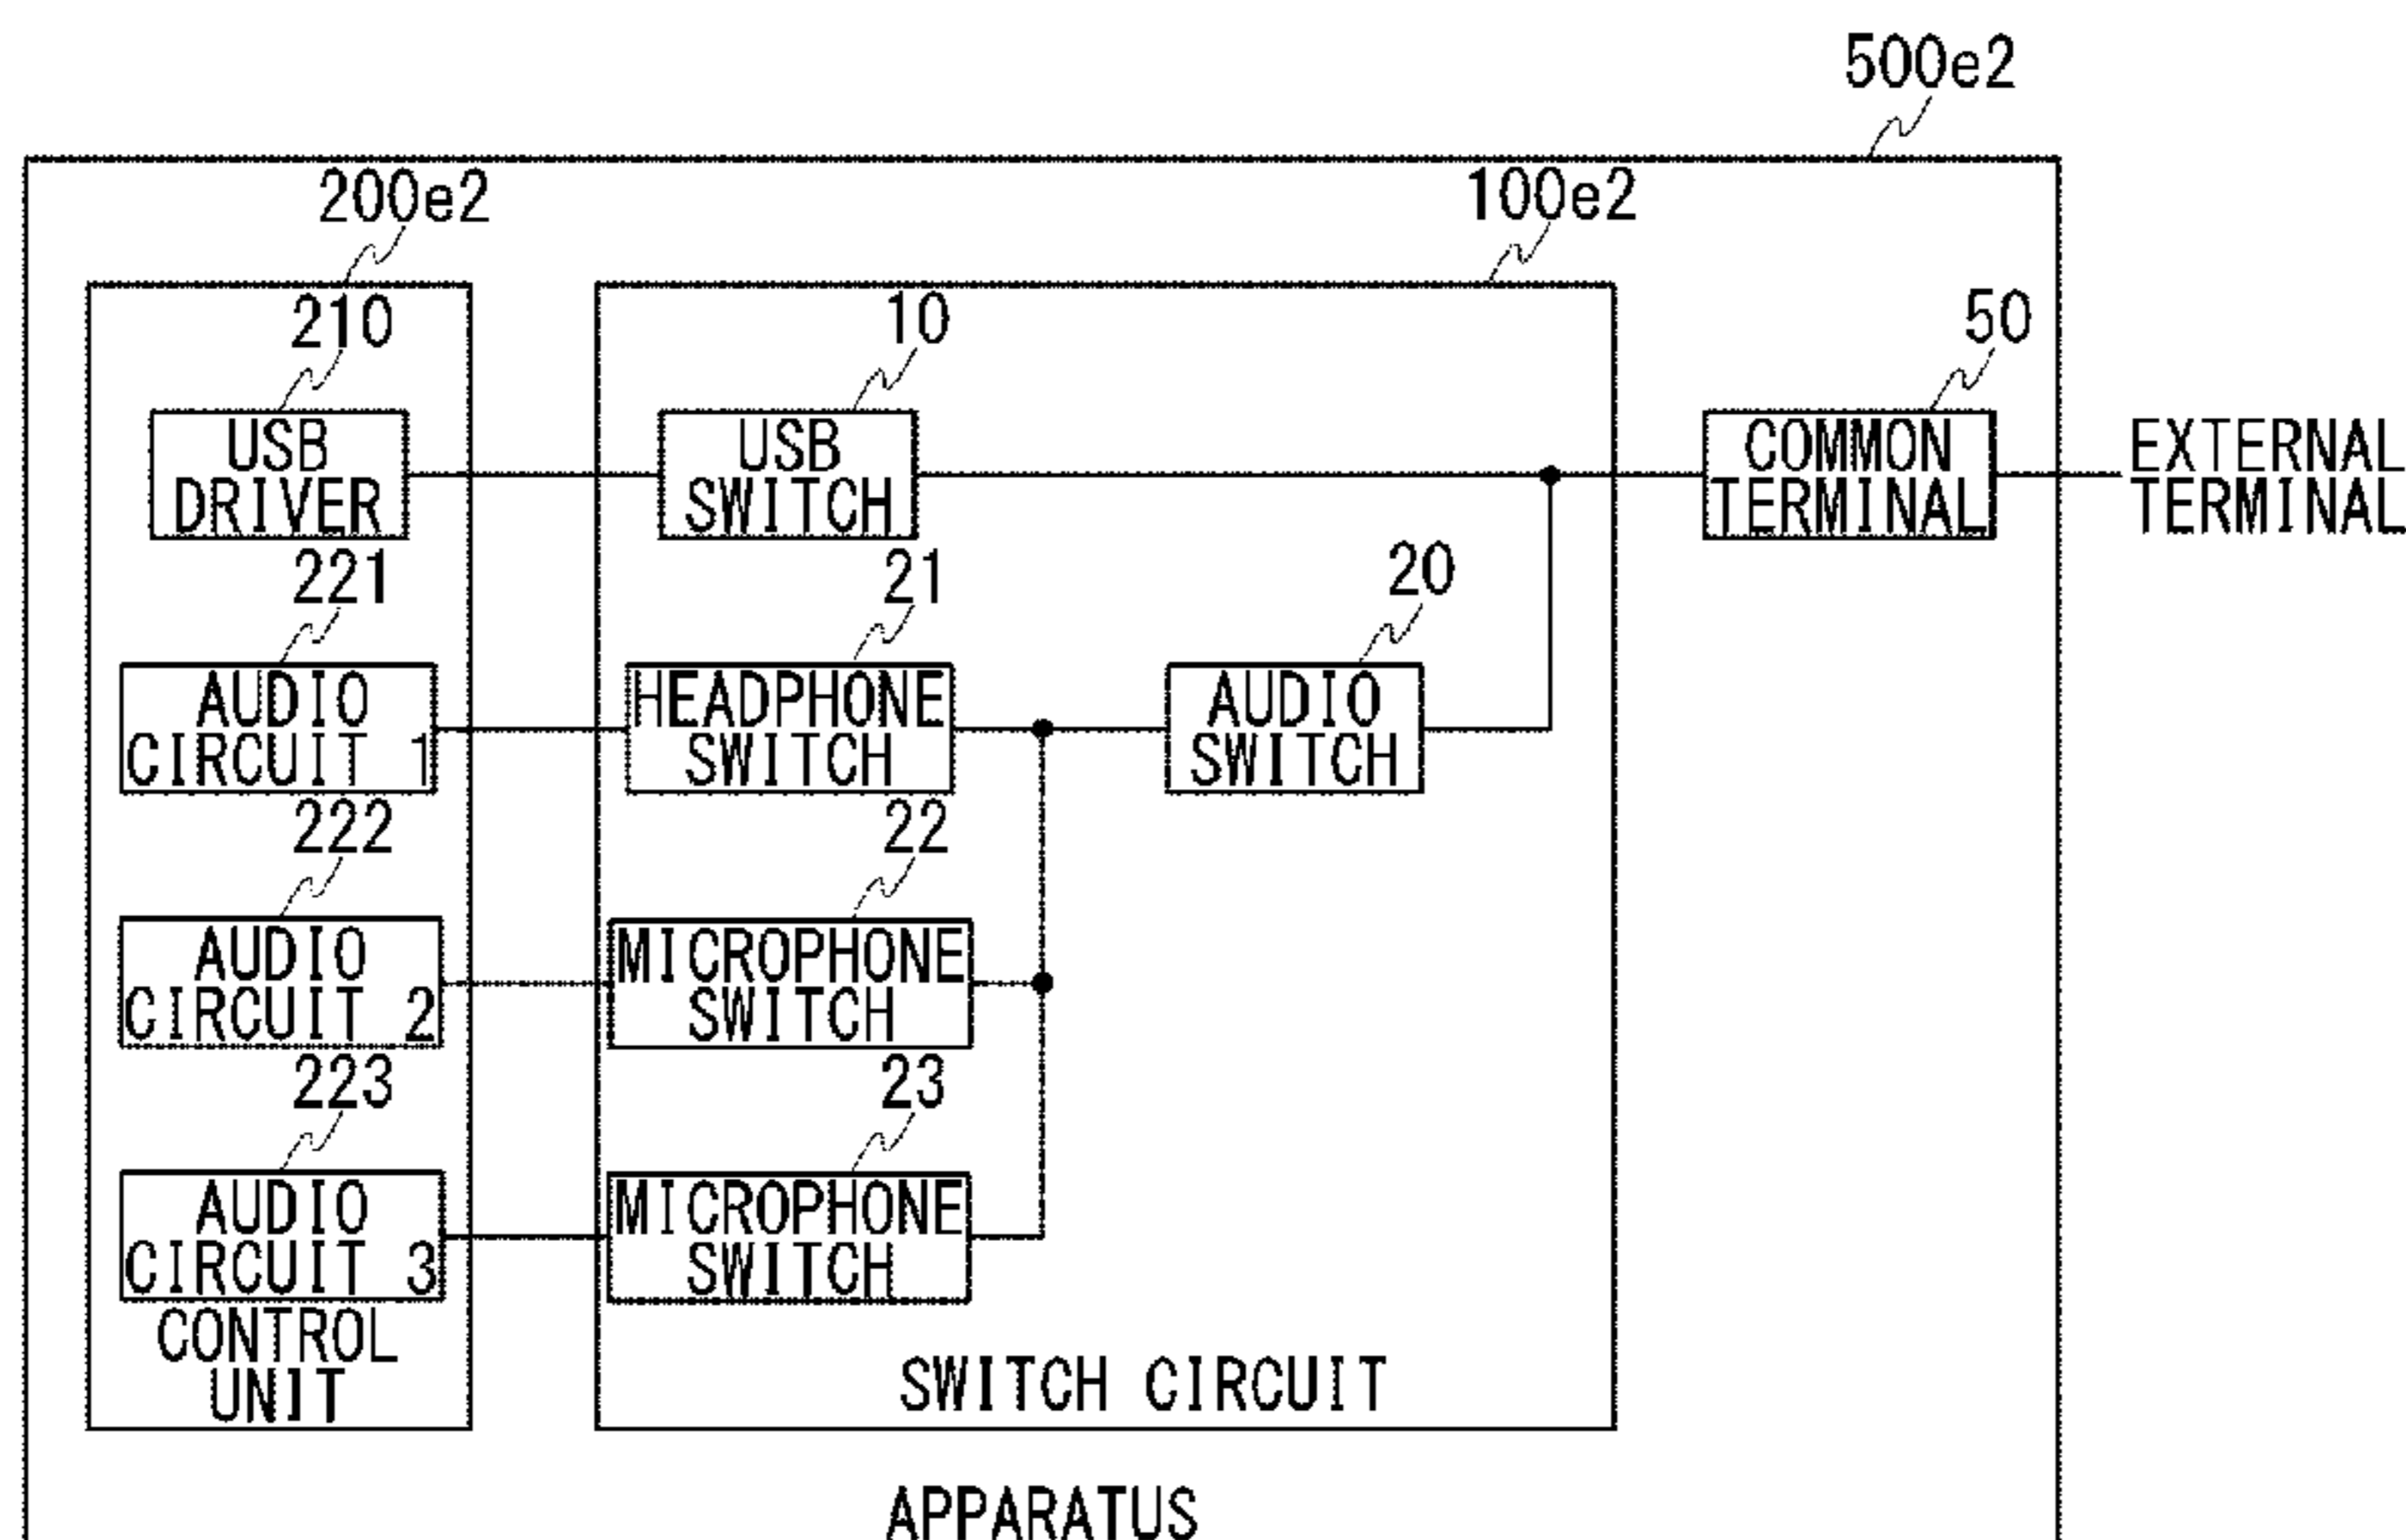 500e2
200e2
100e2
210
10
50
USB
DRIVER
USB
SWITCH
COMMON
TERMINAL
EXTERNAL
TERMINAL
221
21
20
AUDIO
CIRCUIT 1
HEADPHONE
SWITCH
AUDIO
SWITCH
222
22
AUDIO
CIRCUIT 2
MICROPHONE
SWITCH
223
23
AUDIO
CIRCUIT 3
MICROPHONE
SWITCH
CONTROL
UNIT
SWITCH CIRCUIT
APPARATUS